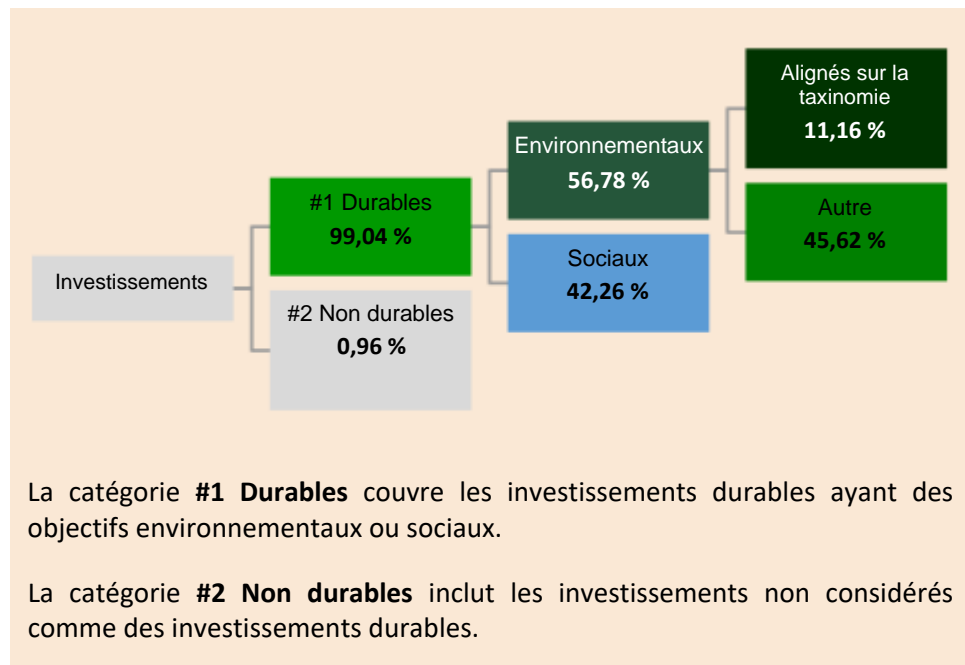 Investissements
#1 Durables
99,04 %
#2 Non durables
0,96 %
Environnementaux
56,78 %
Sociaux
42,26 %
Alignés sur la
taxinomie
11,16 %
Autre
45,62 %
La catégorie #1 Durables couvre les investissements durables ayant des
objectifs environnementaux ou sociaux.
La catégorie #2 Non durables inclut les investissements non considérés
comme des investissements durables.